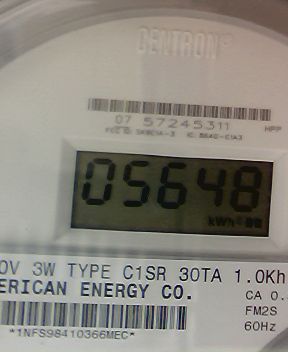 CENTRON®
07 57245311 HPP
05648
kWh
0V 3W TYPE C1SR 30TA 1.0Kh
ERICAN ENERGY CO.
CA 0.
FM2S
60Hz
*1NFS98410366MEC*